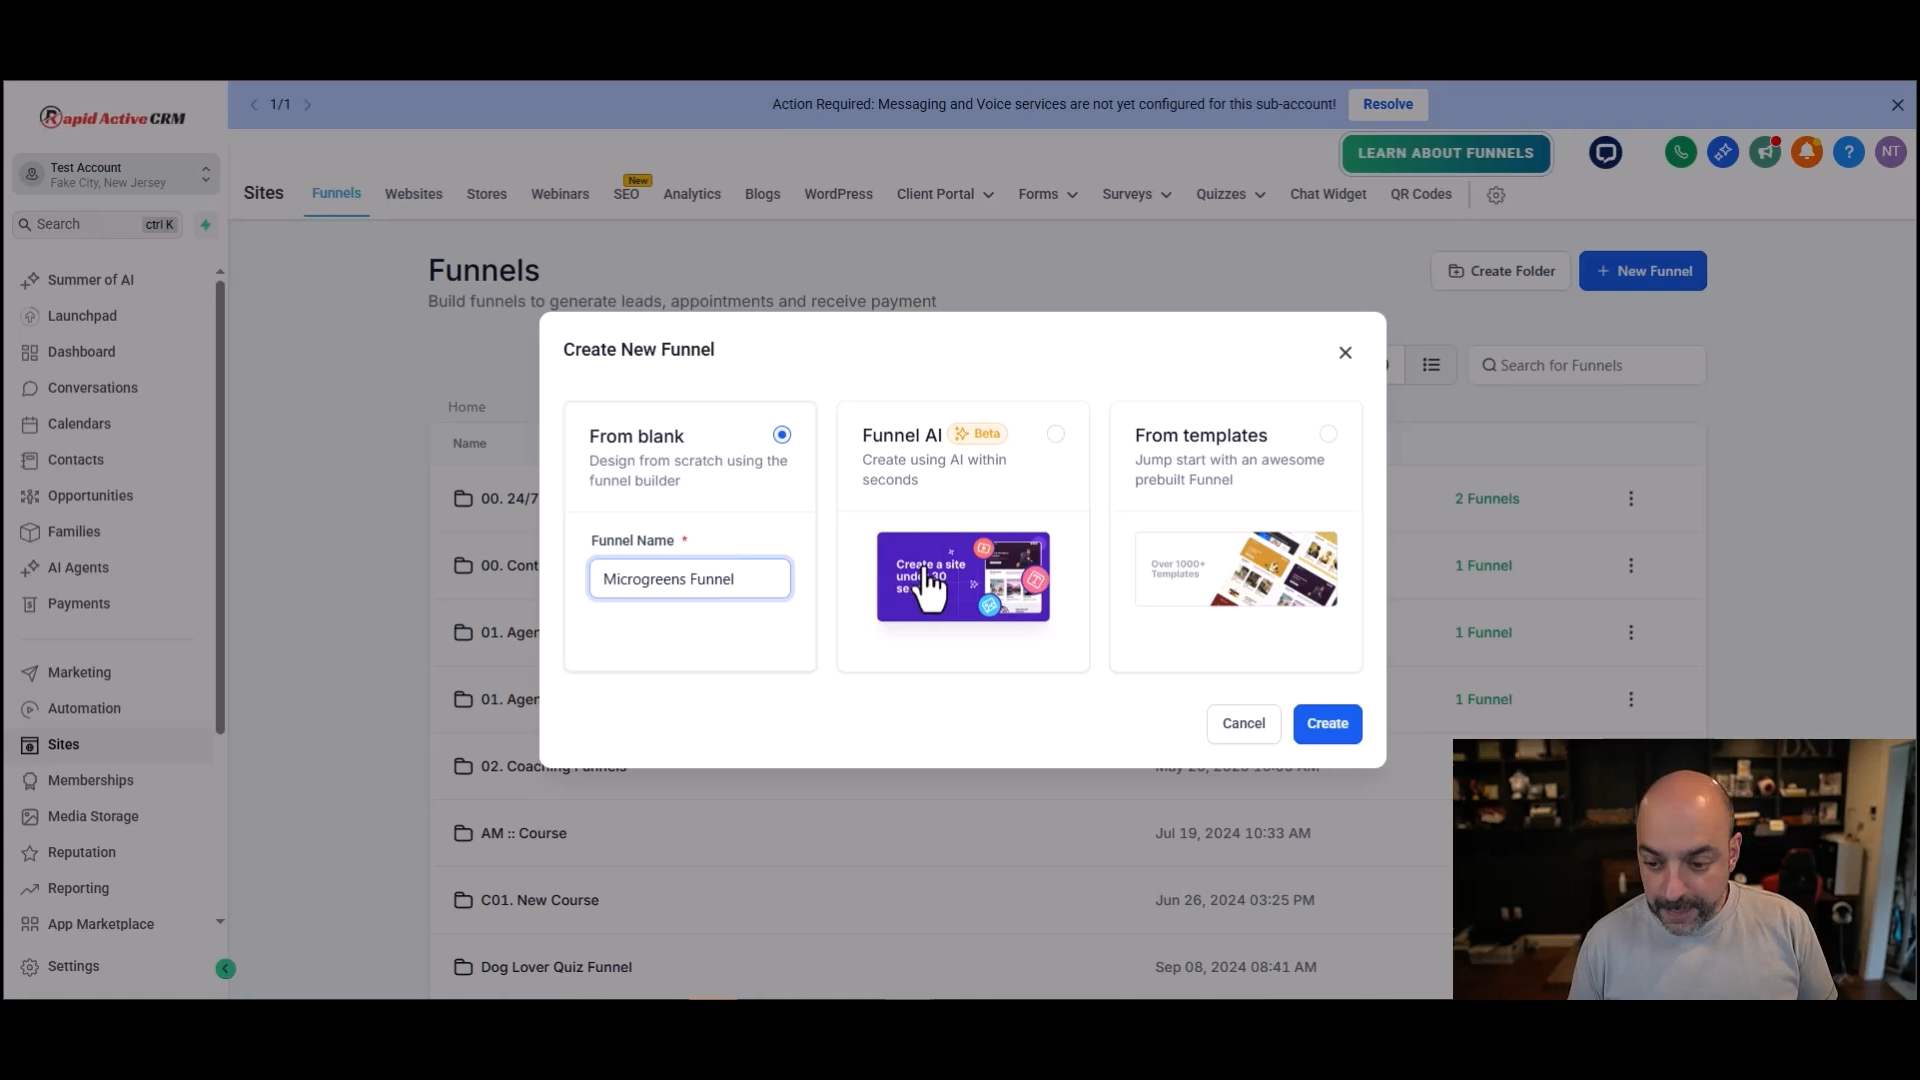 Rapid Active CRM
1/1
Action Required: Messaging and Voice services are not yet configured for this sub-account!
Resolve
Test Account
Fake City, New Jersey
LEARN ABOUT FUNNELS
NT
Search
ctrl K
Sites
Funnels
Websites
Stores
Webinars
New
SEO
Analytics
Blogs
WordPress
Client Portal
Forms
Surveys
Quizzes
Chat Widget
QR Codes
Summer of AI
Launchpad
Dashboard
Conversations
Calendars
Contacts
Opportunities
Families
AI Agents
Payments
Marketing
Automation
Sites
Memberships
Media Storage
Reputation
Reporting
App Marketplace
Settings
Funnels
Build funnels to generate leads, appointments and receive payment
Create Folder
+ New Funnel
Search for Funnels
Home
Name
00. 24/7
2 Funnels
00. Cont
1 Funnel
01. Agen
1 Funnel
01. Agen
1 Funnel
02. Coaching Funnels
AM :: Course
Jul 19, 2024 10:33 AM
C01. New Course
Jun 26, 2024 03:25 PM
Dog Lover Quiz Funnel
Sep 08, 2024 08:41 AM
Create New Funnel
From blank
Design from scratch using the
funnel builder
Funnel Name *
Microgreens Funnel
Funnel AI
Beta
Create using AI within
seconds
Create a site
under 30
se
From templates
Jump start with an awesome
prebuilt Funnel
Over 1000+
Templates
Cancel
Create